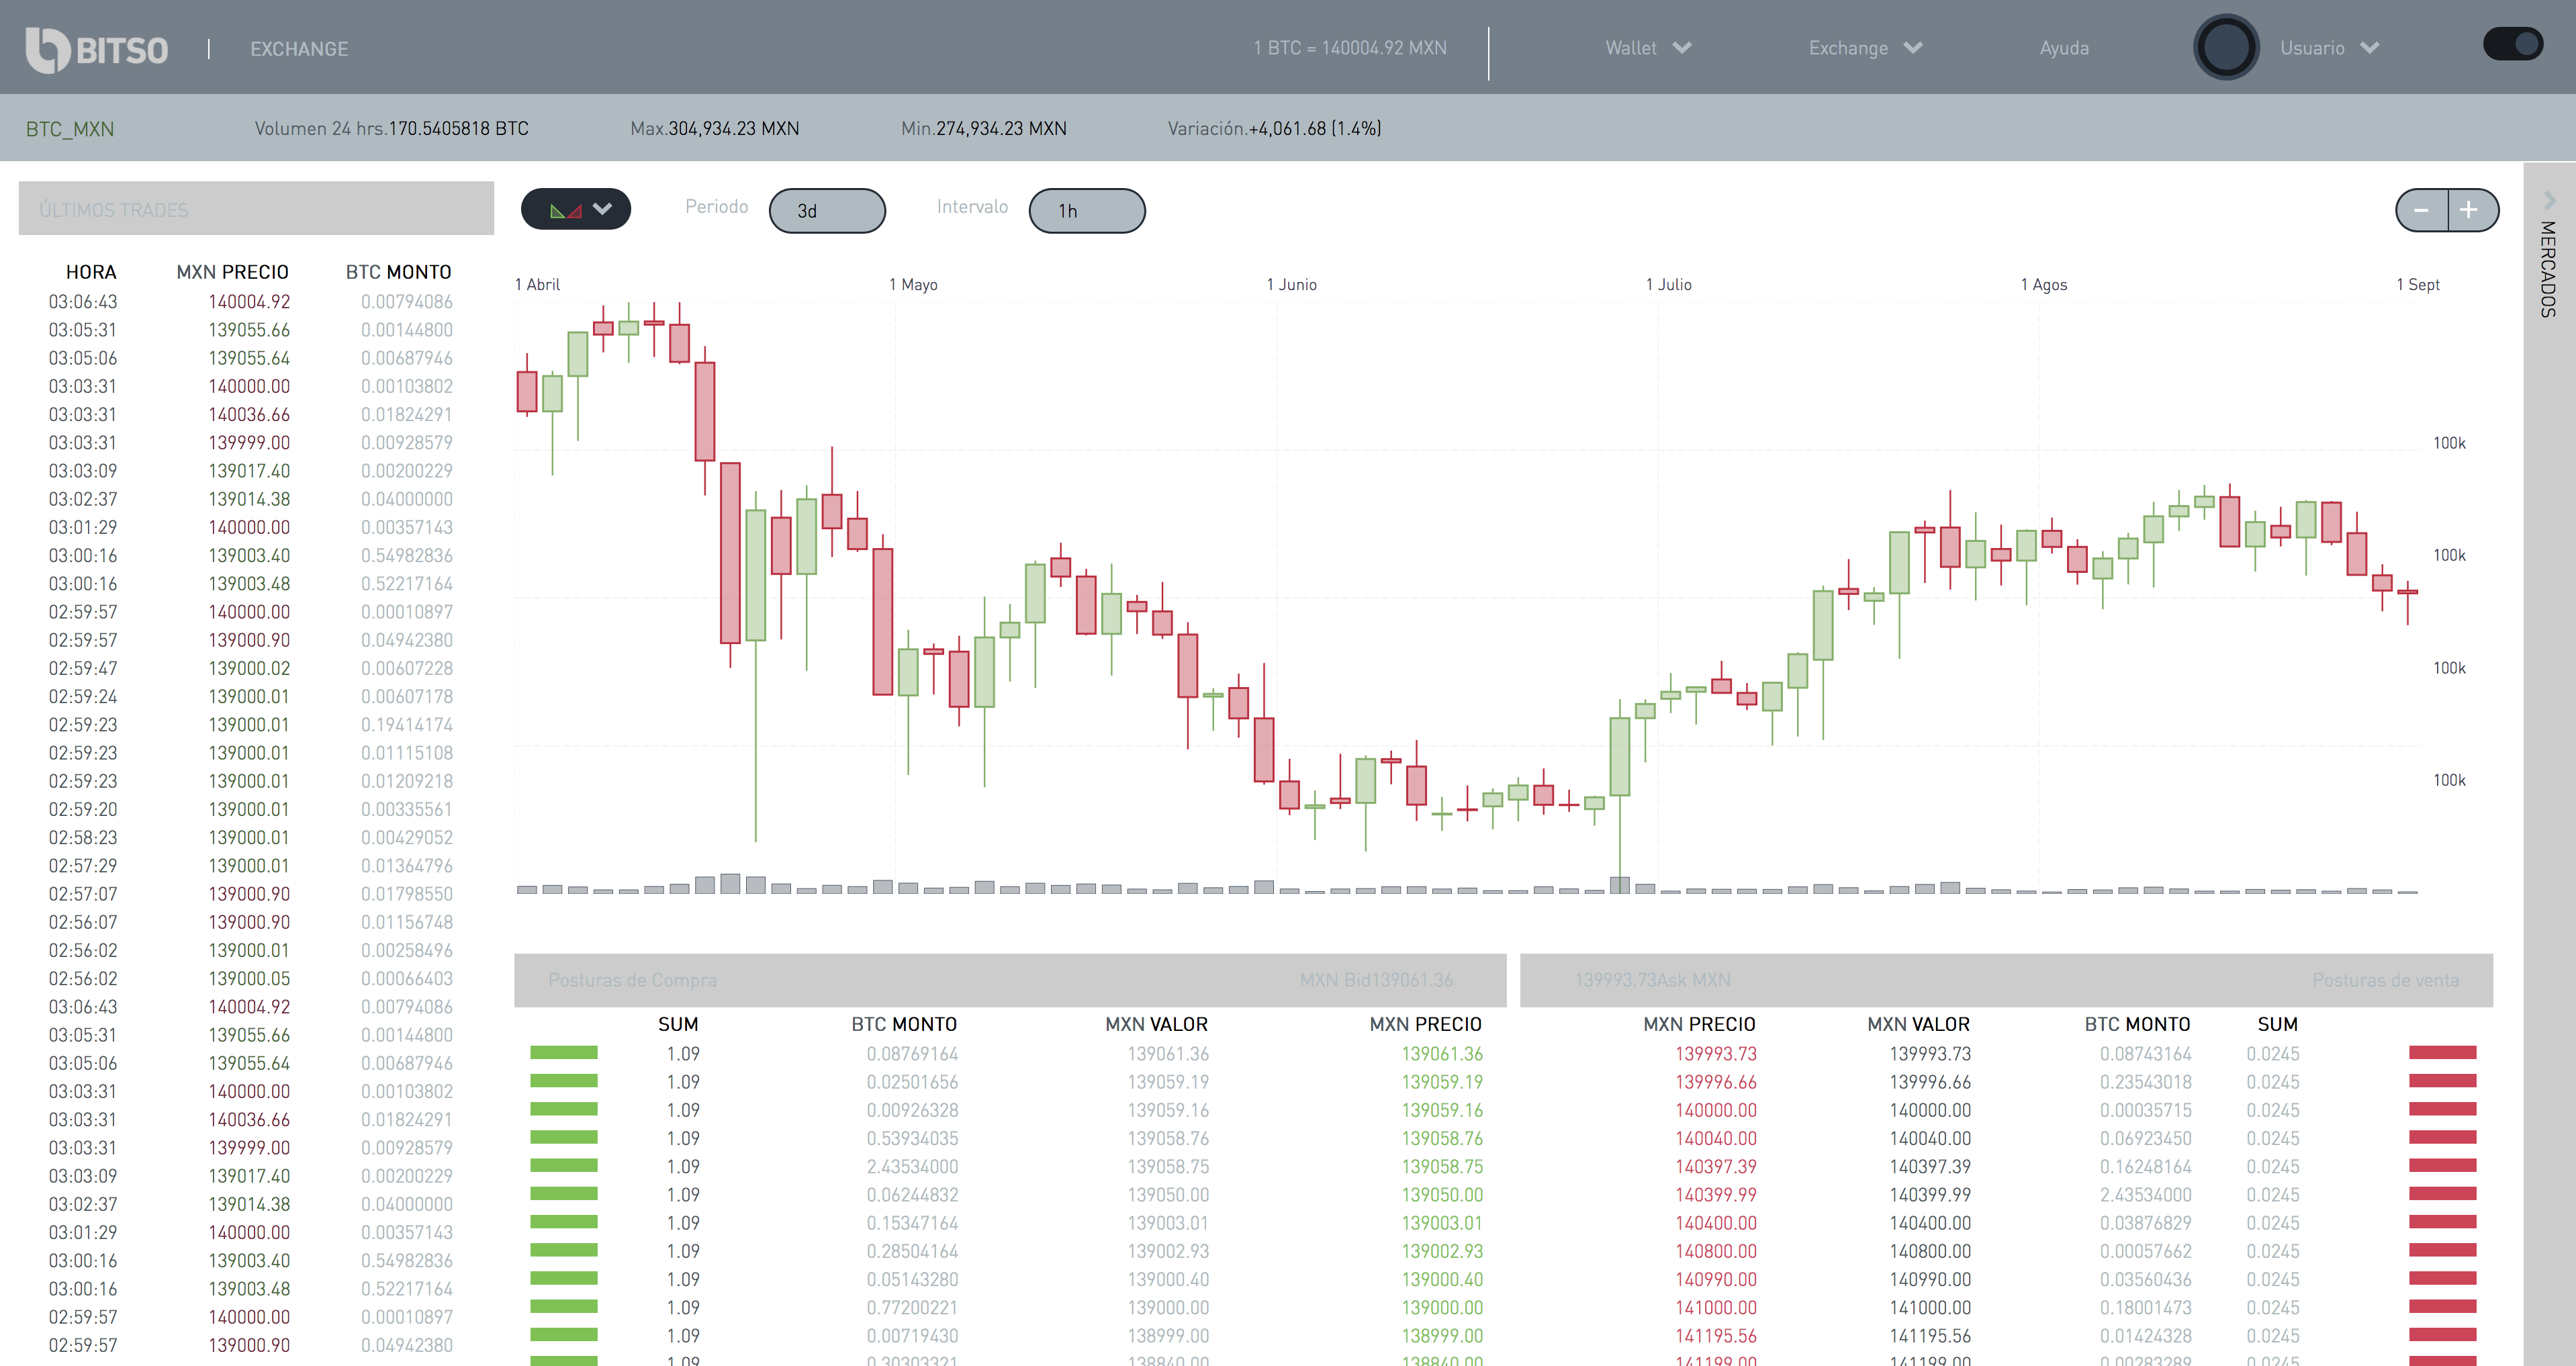 BITSO | EXCHANGE 1 BTC = 140004.92 MXN Wallet Exchange Ayuda Usuario
BTC_MXN Volumen 24 hrs.170.5405818 BTC Max.304,934.23 MXN Min.274,934.23 MXN Variación.+4,061.68 (1.4%)
ÚLTIMOS TRADES
HORA MXN PRECIO BTC MONTO
03:06:43 140004.92 0.00794086
03:05:31 139055.66 0.00144800
03:05:06 139055.64 0.00687946
03:03:31 140000.00 0.00103802
03:03:31 140036.66 0.01824291
03:03:31 139999.00 0.00928579
03:03:09 139017.40 0.00200229
03:02:37 139014.38 0.04000000
03:01:29 140000.00 0.00357143
03:00:16 139003.40 0.54982836
03:00:16 139003.48 0.52217164
02:59:57 140000.00 0.00010897
02:59:57 139000.90 0.04942380
02:59:47 139000.02 0.00607228
02:59:24 139000.01 0.00607178
02:59:23 139000.01 0.19414174
02:59:23 139000.01 0.01115108
02:59:23 139000.01 0.01209218
02:59:20 139000.01 0.00335561
02:58:23 139000.01 0.00429052
02:57:29 139000.01 0.01364796
02:57:07 139000.90 0.01798550
02:56:07 139000.90 0.01156748
02:56:02 139000.01 0.00258496
02:56:02 139000.05 0.00066403
03:06:43 140004.92 0.00794086
03:05:31 139055.66 0.00144800
03:05:06 139055.64 0.00687946
03:03:31 140000.00 0.00103802
03:03:31 140036.66 0.01824291
03:03:31 139999.00 0.00928579
03:03:09 139017.40 0.00200229
03:02:37 139014.38 0.04000000
03:01:29 140000.00 0.00357143
03:00:16 139003.40 0.54982836
03:00:16 139003.48 0.52217164
02:59:57 140000.00 0.00010897
02:59:57 139000.90 0.04942380
Periodo 3d Intervalo 1h − +
1 Abril 1 Mayo 1 Junio 1 Julio 1 Agos 1 Sept
100k
100k
100k
100k
MERCADOS
Posturas de Compra MXN Bid139061.36
SUM BTC MONTO MXN VALOR MXN PRECIO
1.09 0.08769164 139061.36 139061.36
1.09 0.02501656 139059.19 139059.19
1.09 0.00926328 139059.16 139059.16
1.09 0.53934035 139058.76 139058.76
1.09 2.43534000 139058.75 139058.75
1.09 0.06244832 139050.00 139050.00
1.09 0.15347164 139003.01 139003.01
1.09 0.28504164 139002.93 139002.93
1.09 0.05143280 139000.40 139000.40
1.09 0.77200221 139000.00 139000.00
1.09 0.00719430 138999.00 138999.00
1.09 0.30303321 138840.00 138840.00
139993.73Ask MXN Posturas de venta
MXN PRECIO MXN VALOR BTC MONTO SUM
139993.73 139993.73 0.08743164 0.0245
139996.66 139996.66 0.23543018 0.0245
140000.00 140000.00 0.00035715 0.0245
140040.00 140040.00 0.06923450 0.0245
140397.39 140397.39 0.16248164 0.0245
140399.99 140399.99 2.43534000 0.0245
140400.00 140400.00 0.03876829 0.0245
140800.00 140800.00 0.00057662 0.0245
140990.00 140990.00 0.03560436 0.0245
141000.00 141000.00 0.18001473 0.0245
141195.56 141195.56 0.01424328 0.0245
141199.00 141199.00 0.00283289 0.0245